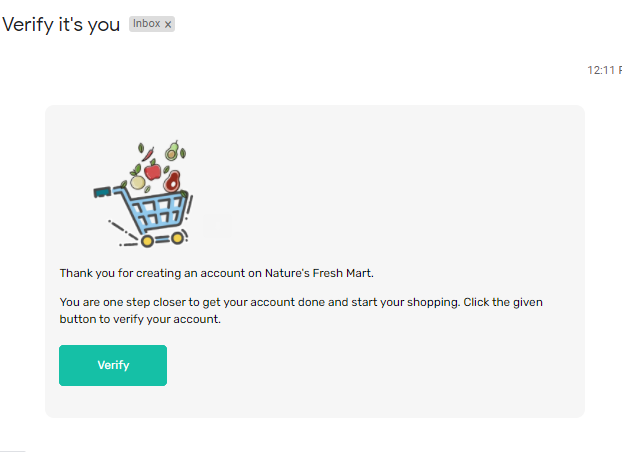 Verify it's you Inbox x
12:11
Thank you for creating an account on Nature's Fresh Mart.
You are one step closer to get your account done and start your shopping. Click the given
button to verify your account.
Verify